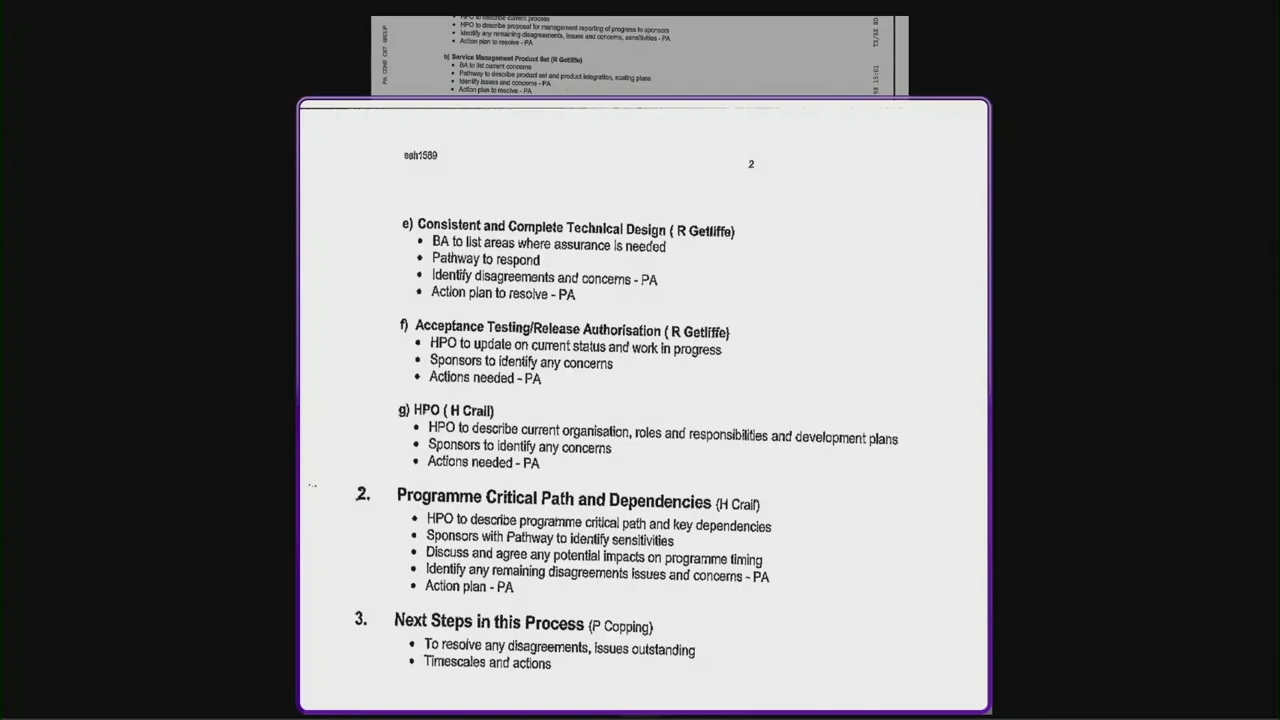 HPO to describe current process
• HPO to describe proposal for management reporting of progress to sponsors
• Identify any remaining disagreements, issues and concerns, sensitivities - PA
• Action plan to resolve - PA
b) Service Management Product Set (R Getliffe)
• BA to list current concerns
• Pathway to describe product set and product integration, scaling plans
• Identify issues and concerns - PA
• Action plan to resolve - PA
PA CONS CST GROUP
TX/RX NO.
98 15:01
eah1589
2
e) Consistent and Complete Technical Design ( R Getliffe)
• BA to list areas where assurance is needed
• Pathway to respond
• Identify disagreements and concerns - PA
• Action plan to resolve - PA
f) Acceptance Testing/Release Authorisation ( R Getliffe)
• HPO to update on current status and work in progress
• Sponsors to identify any concerns
• Actions needed - PA
g) HPO ( H Crail)
• HPO to describe current organisation, roles and responsibilities and development plans
• Sponsors to identify any concerns
• Actions needed - PA
2. Programme Critical Path and Dependencies (H Crail)
• HPO to describe programme critical path and key dependencies
• Sponsors with Pathway to identify sensitivities
• Discuss and agree any potential impacts on programme timing
• Identify any remaining disagreements issues and concerns - PA
• Action plan - PA
3. Next Steps in this Process (P Copping)
• To resolve any disagreements, issues outstanding
• Timescales and actions